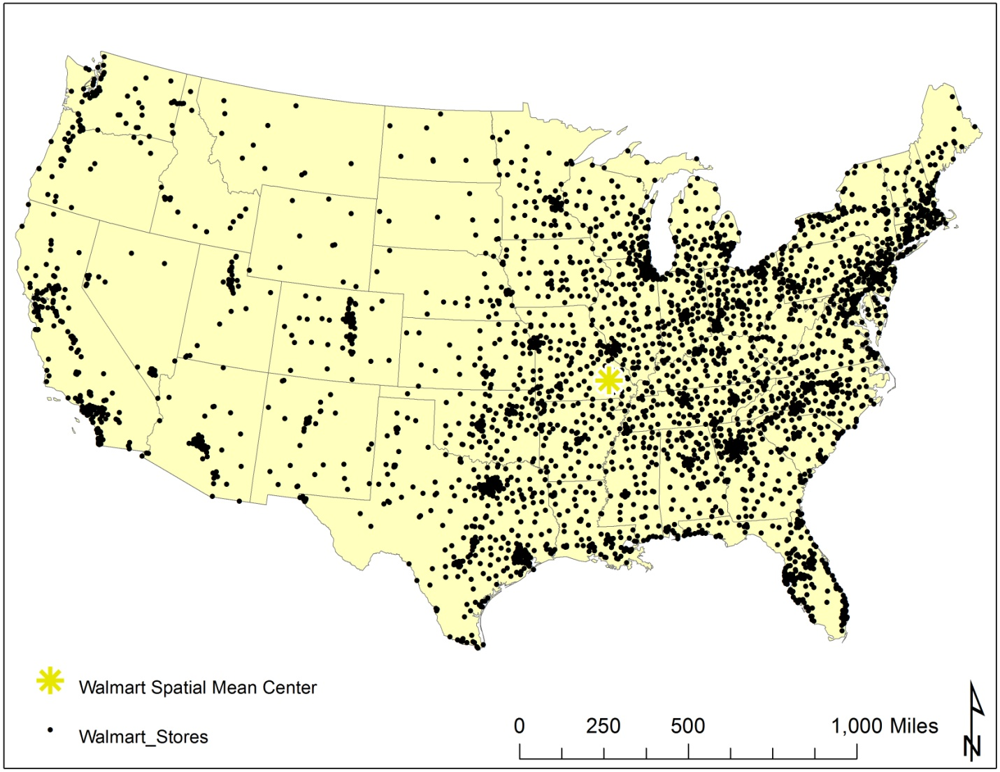 Walmart Spatial Mean Center
Walmart_Stores
0 250 500 1,000 Miles
N